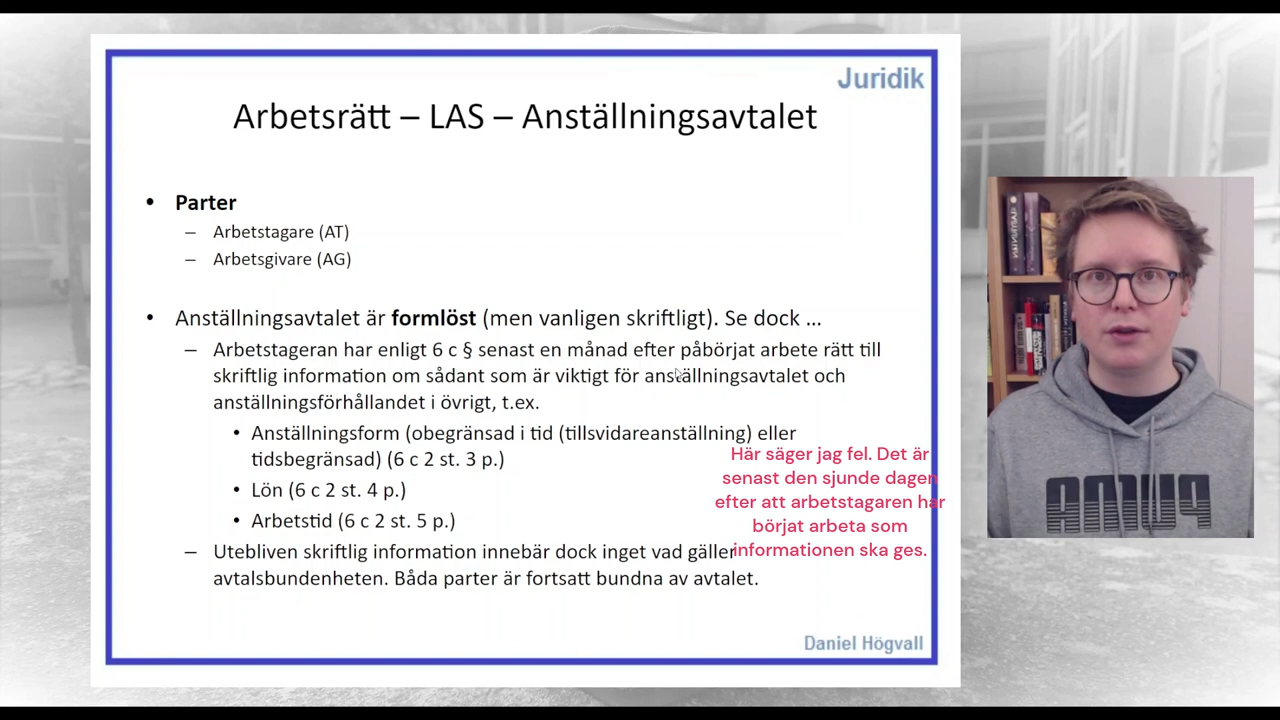 Juridik
Arbetsrätt – LAS – Anställningsavtalet
• Parter
– Arbetstagare (AT)
– Arbetsgivare (AG)
• Anställningsavtalet är formlöst (men vanligen skriftligt). Se dock ...
– Arbetstageran har enligt 6 c § senast en månad efter påbörjat arbete rätt till
skriftlig information om sådant som är viktigt för anställningsavtalet och
anställningsförhållandet i övrigt, t.ex.
• Anställningsform (obegränsad i tid (tillsvidareanställning) eller
tidsbegränsad) (6 c 2 st. 3 p.)
• Lön (6 c 2 st. 4 p.)
• Arbetstid (6 c 2 st. 5 p.)
– Utebliven skriftlig information innebär dock inget vad gäller
avtalsbundenheten. Båda parter är fortsatt bundna av avtalet.
Här säger jag fel. Det är
senast den sjunde dagen
efter att arbetstagaren har
börjat arbeta som
informationen ska ges.
Daniel Högvall